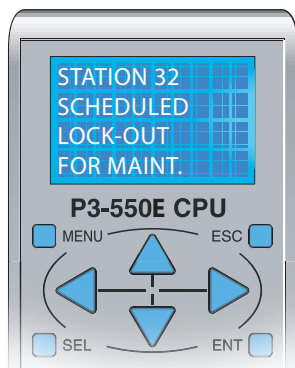 STATION 32
SCHEDULED
LOCK-OUT
FOR MAINT.
P3-550E CPU
MENU ESC
SEL ENT